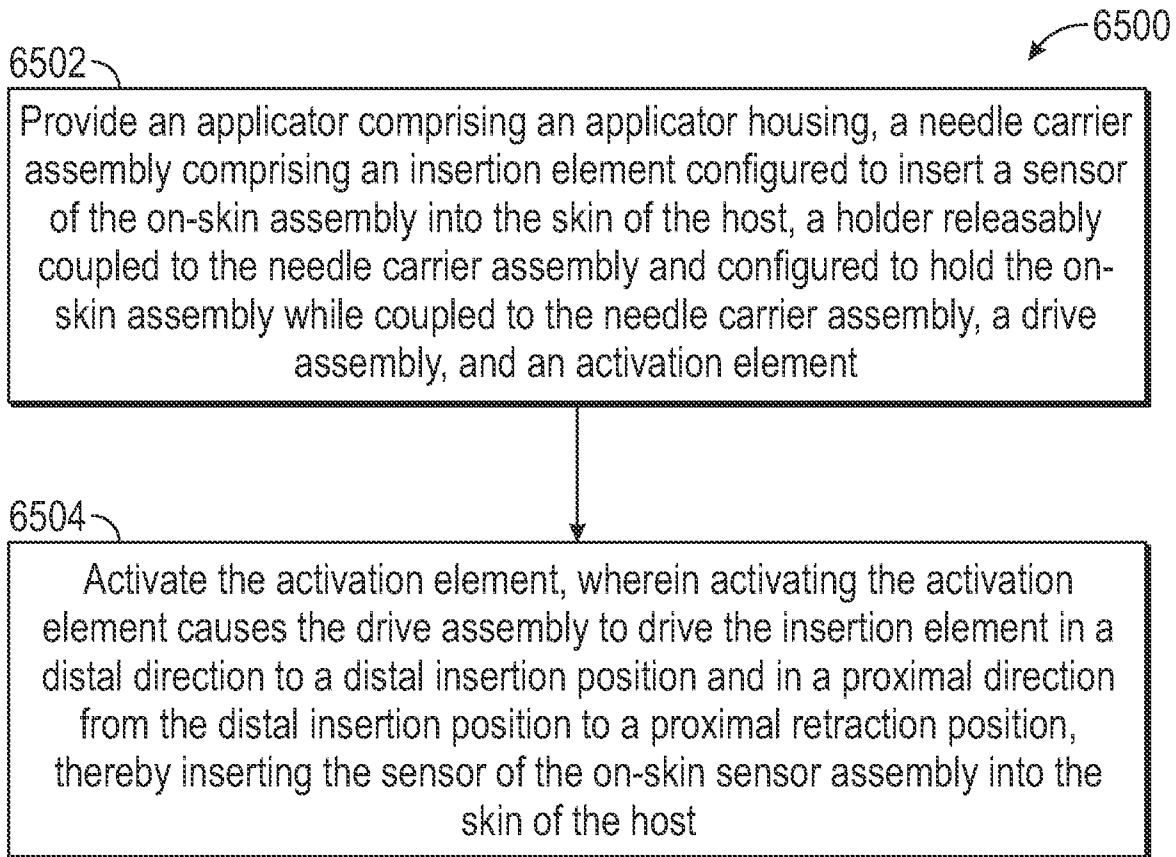 6500
6502
Provide an applicator comprising an applicator housing, a needle carrier
assembly comprising an insertion element configured to insert a sensor
of the on-skin assembly into the skin of the host, a holder releasably
coupled to the needle carrier assembly and configured to hold the on-
skin assembly while coupled to the needle carrier assembly, a drive
assembly, and an activation element
6504
Activate the activation element, wherein activating the activation
element causes the drive assembly to drive the insertion element in a
distal direction to a distal insertion position and in a proximal direction
from the distal insertion position to a proximal retraction position,
thereby inserting the sensor of the on-skin sensor assembly into the
skin of the host